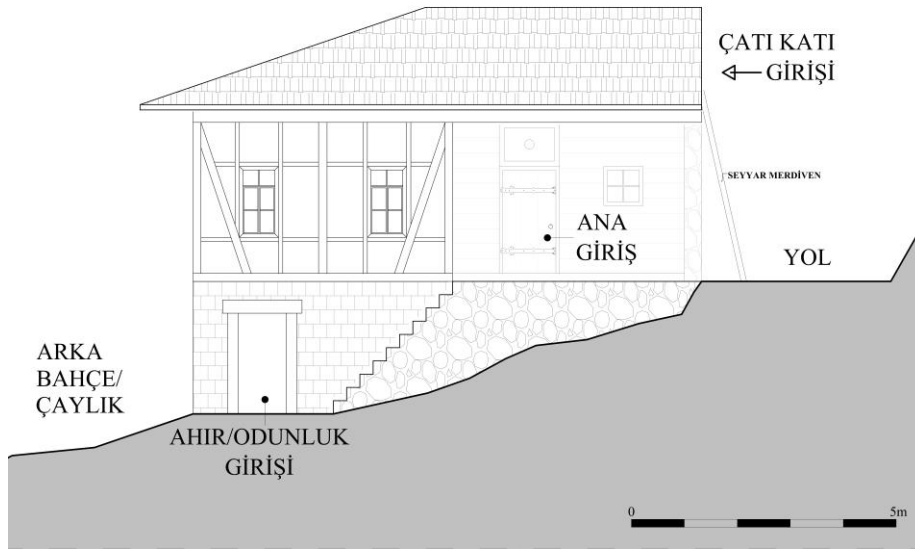 ÇATI KATI
GİRİŞİ
SEYYAR MERDİVEN
ANA
GİRİŞ
YOL
ARKA
BAHÇE/
ÇAYLIK
AHIR/ODUNLUK
GİRİŞİ
0 5m